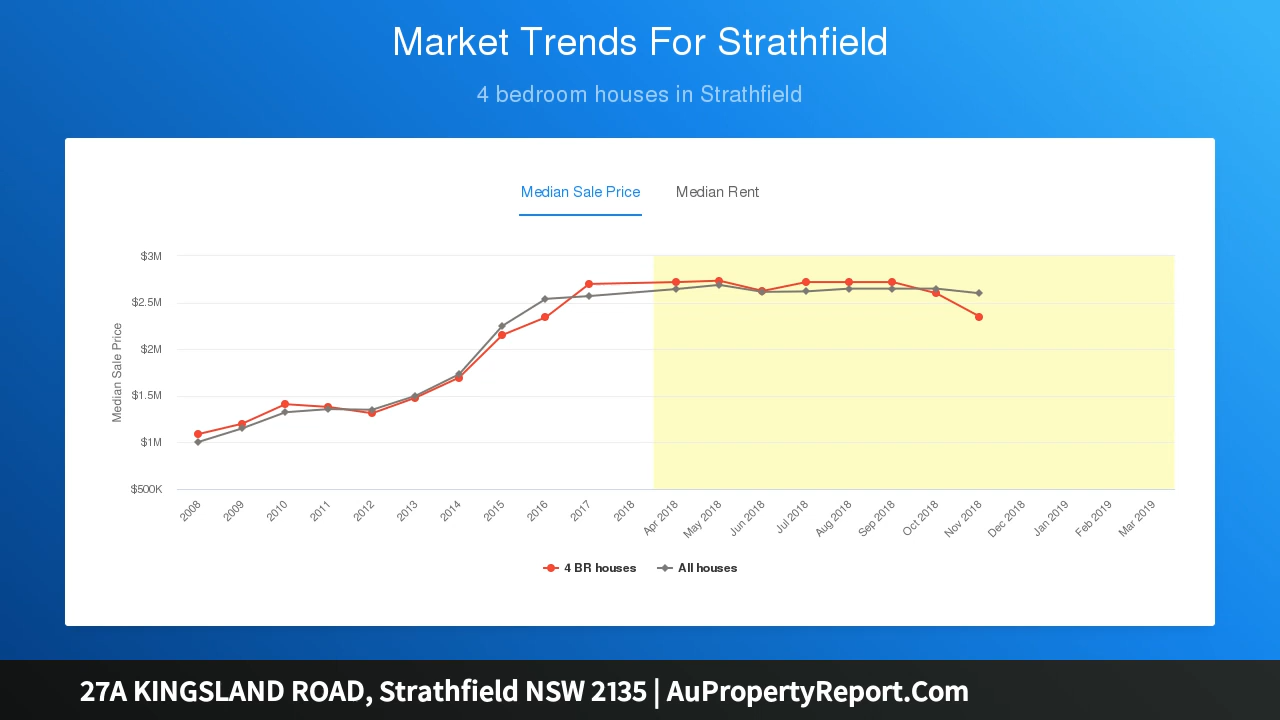 Market Trends For Strathfield
4 bedroom houses in Strathfield
Median Sale Price
Median Rent
Median Sale Price
$3M
$2.5M
$2M
$1.5M
$1M
$500K
2008
2009
2010
2011
2012
2013
2014
2015
2016
2017
2018
Apr 2018
May 2018
Jun 2018
Jul 2018
Aug 2018
Sep 2018
Oct 2018
Nov 2018
Dec 2018
Jan 2019
Feb 2019
Mar 2019
4 BR houses
All houses
27A KINGSLAND ROAD, Strathfield NSW 2135 | AuPropertyReport.Com